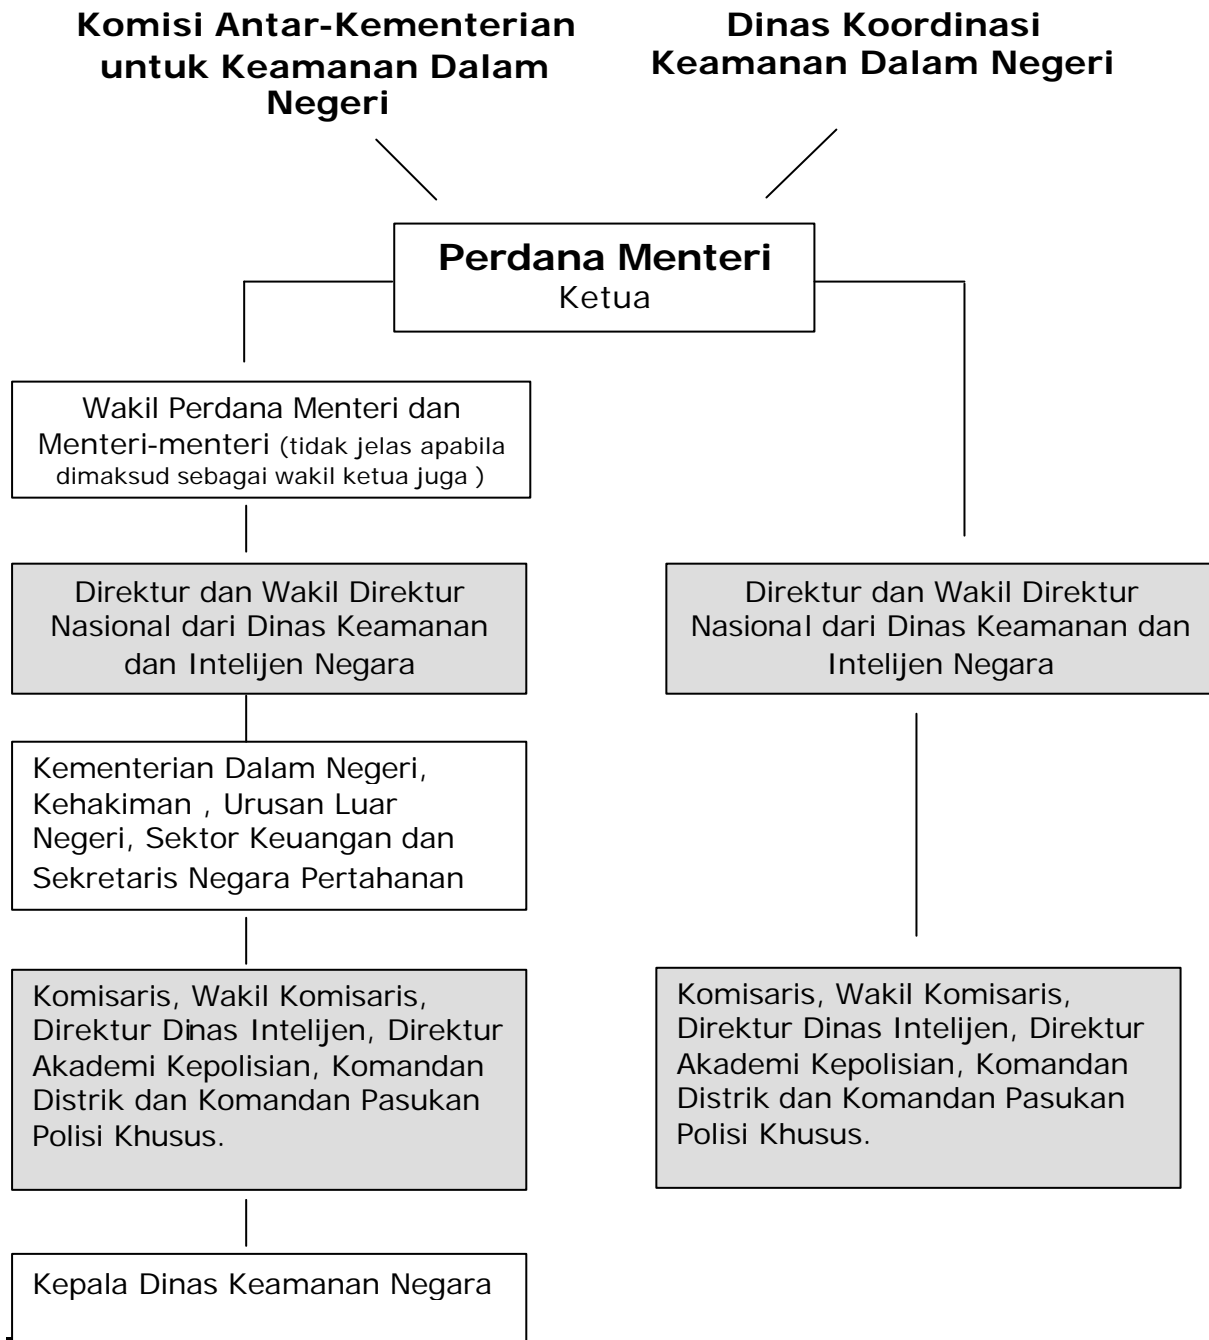 Komisi Antar-Kementerian
untuk Keamanan Dalam
Negeri
Dinas Koordinasi
Keamanan Dalam Negeri
Perdana Menteri
Ketua
Wakil Perdana Menteri dan
Menteri-menteri (tidak jelas apabila
dimaksud sebagai wakil ketua juga )
Direktur dan Wakil Direktur
Nasional dari Dinas Keamanan
dan Intelijen Negara
Direktur dan Wakil Direktur
Nasional dari Dinas Keamanan dan
Intelijen Negara
Kementerian Dalam Negeri,
Kehakiman , Urusan Luar
Negeri, Sektor Keuangan dan
Sekretaris Negara Pertahanan
Komisaris, Wakil Komisaris,
Direktur Dinas Intelijen, Direktur
Akademi Kepolisian, Komandan
Distrik dan Komandan Pasukan
Polisi Khusus.
Komisaris, Wakil Komisaris,
Direktur Dinas Intelijen, Direktur
Akademi Kepolisian, Komandan
Distrik dan Komandan Pasukan
Polisi Khusus.
Kepala Dinas Keamanan Negara